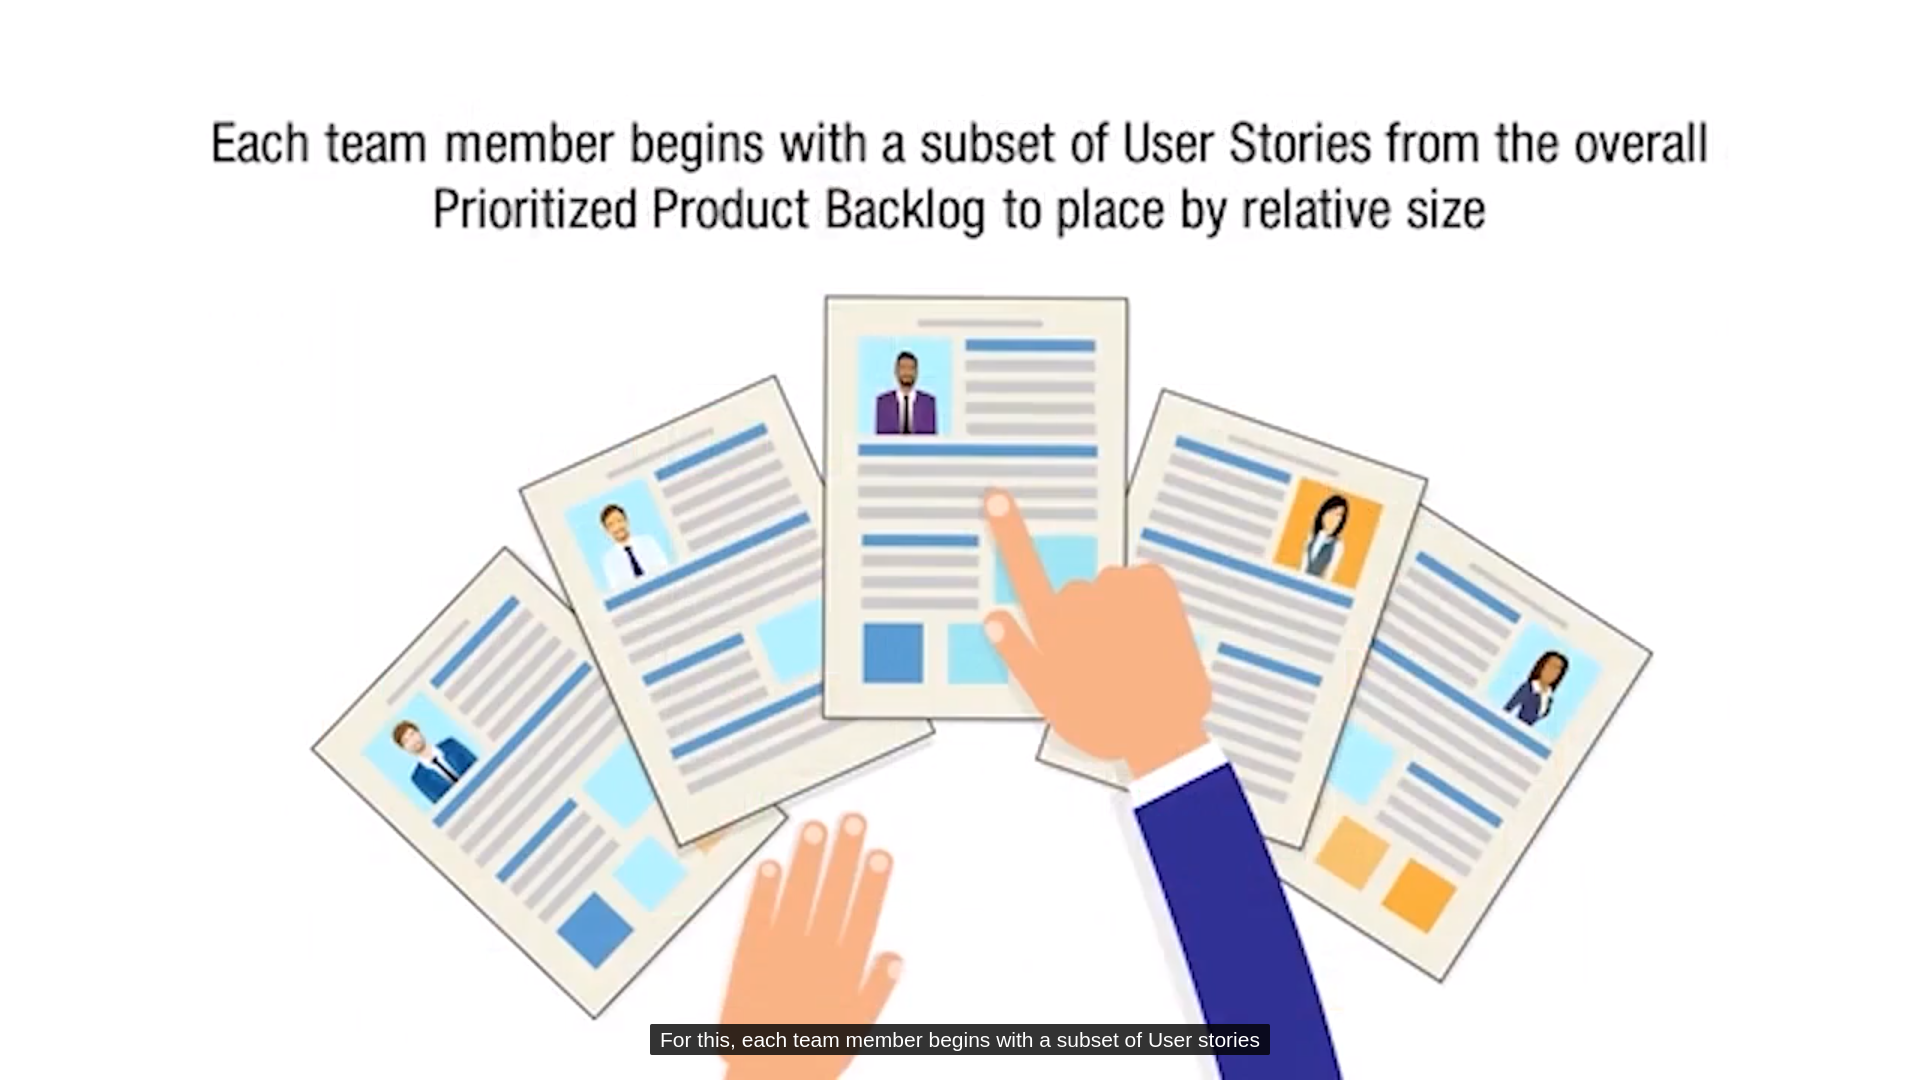 Each team member begins with a subset of User Stories from the overall
Prioritized Product Backlog to place by relative size
For this, each team member begins with a subset of User stories